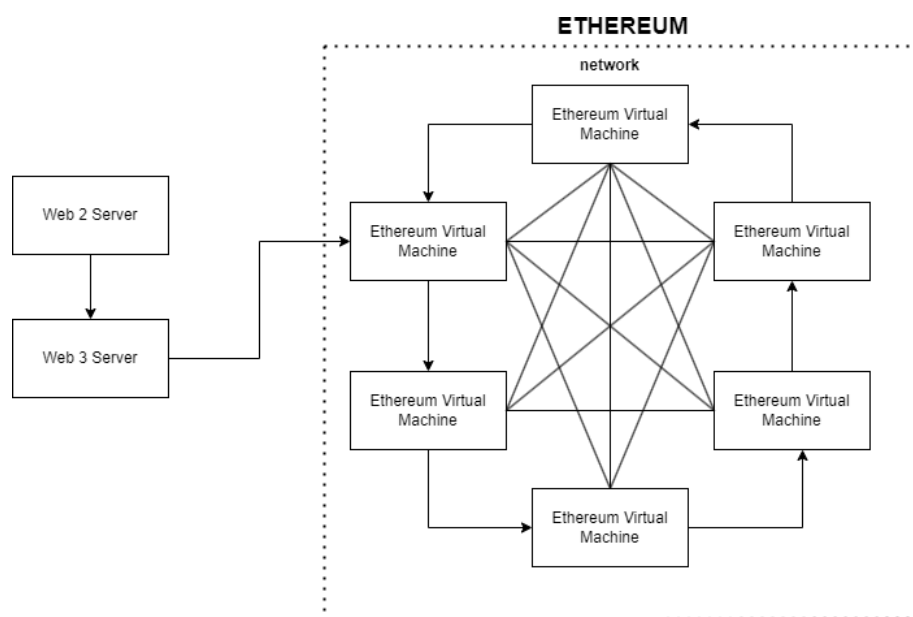 ETHEREUM
network
Ethereum Virtual
Machine
Web 2 Server
Ethereum Virtual
Machine
Ethereum Virtual
Machine
Web 3 Server
Ethereum Virtual
Machine
Ethereum Virtual
Machine
Ethereum Virtual
Machine